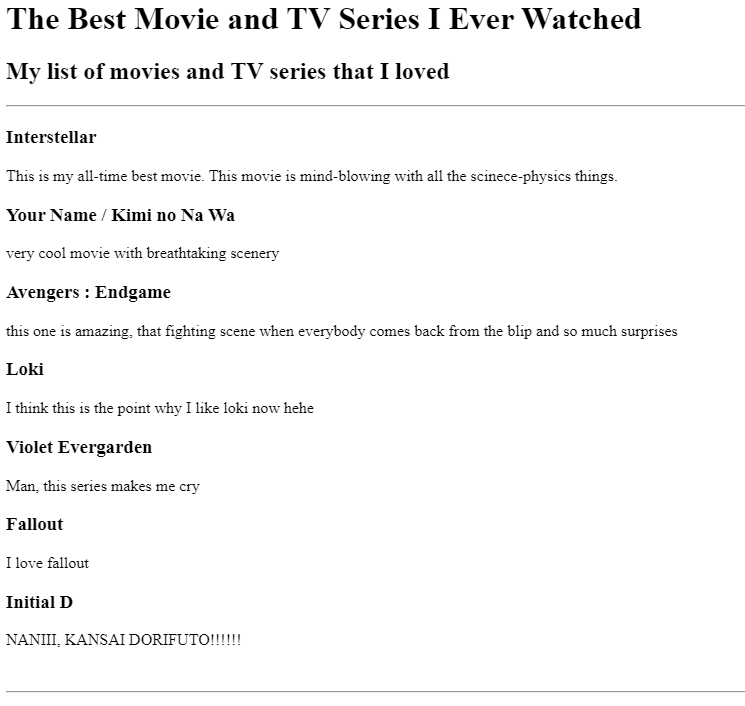 The Best Movie and TV Series I Ever Watched
My list of movies and TV series that I loved
Interstellar
This is my all-time best movie. This movie is mind-blowing with all the scinece-physics things.
Your Name / Kimi no Na Wa
very cool movie with breathtaking scenery
Avengers : Endgame
this one is amazing, that fighting scene when everybody comes back from the blip and so much surprises
Loki
I think this is the point why I like loki now hehe
Violet Evergarden
Man, this series makes me cry
Fallout
I love fallout
Initial D
NANIII, KANSAI DORIFUTO!!!!!!